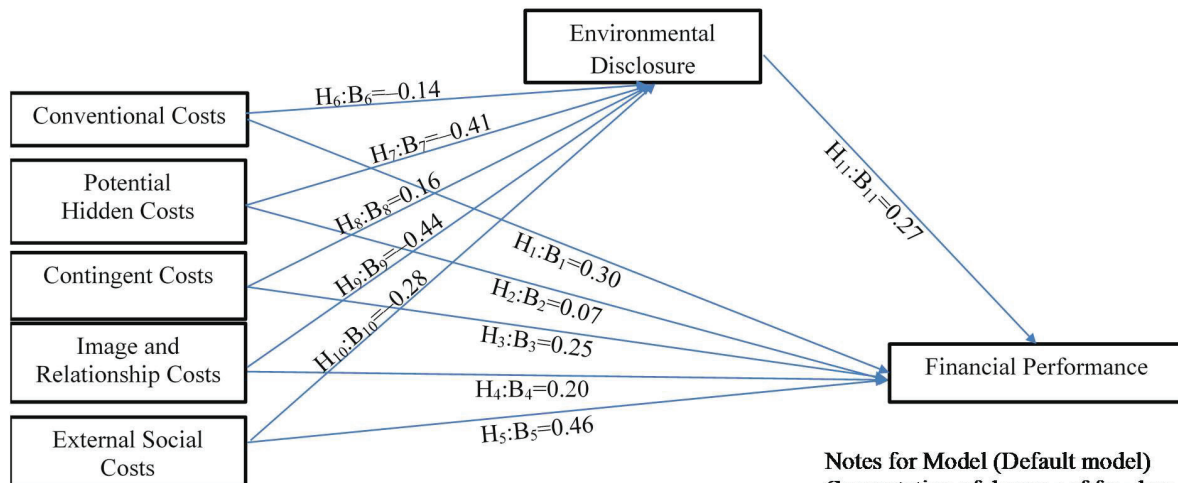 Environmental
Disclosure
Conventional Costs
Potential
Hidden Costs
Contingent Costs
Image and
Relationship Costs
External Social
Costs
H6:B6=–0.14
H7:B7=–0.41
H8:B8=0.16
H9:B9=–0.44
H10:B10=–0.28
H1:B1=0.30
H2:B2=0.07
H3:B3=0.25
H4:B4=0.20
H5:B5=0.46
H11:B11=0.27
Financial Performance
Notes for Model (Default model)